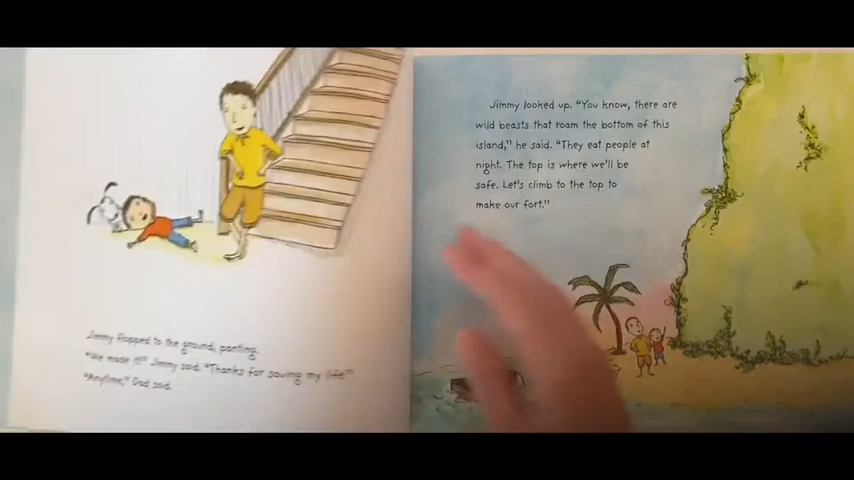 Jimmy flopped to the ground, panting.
"We made it!" Jimmy said. "Thanks for saving my life!"
"Anytime," Dad said.
Jimmy looked up. "You know, there are
wild beasts that roam the bottom of this
island," he said. "They eat people at
night. The top is where we'll be
safe. Let's climb to the top to
make our fort."